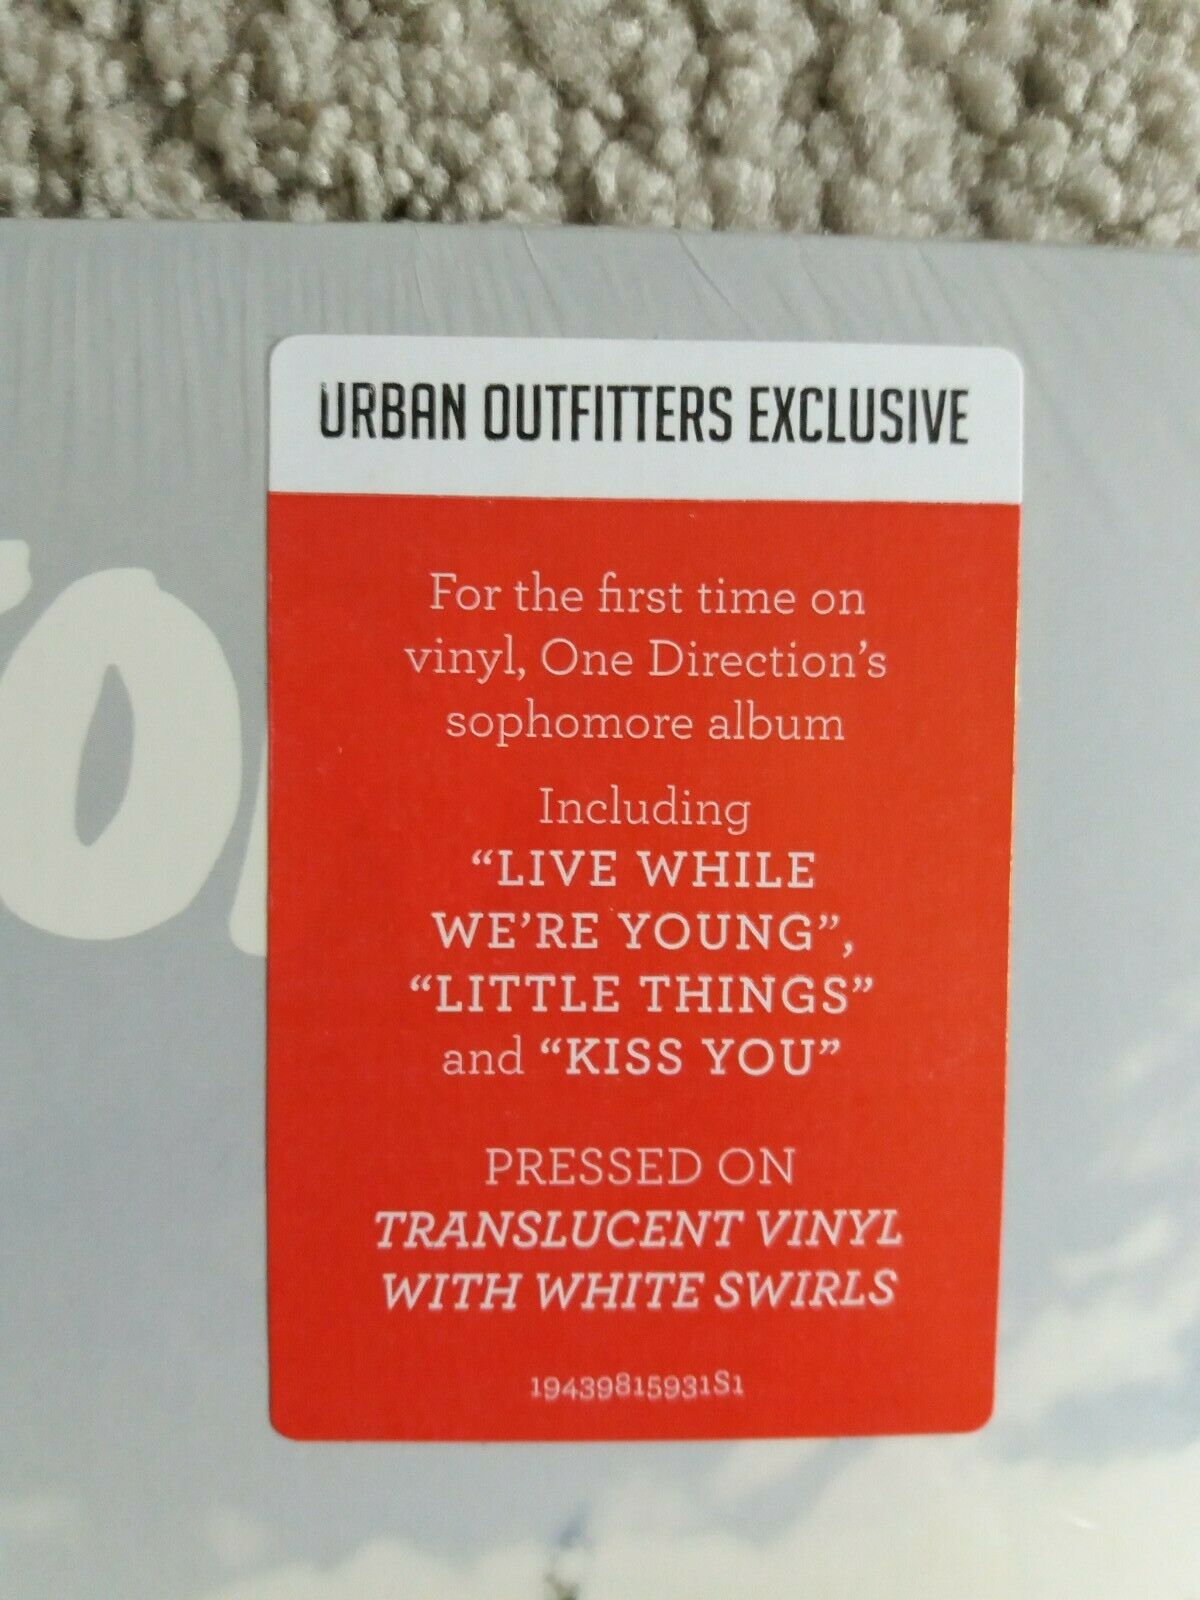 URBAN OUTFITTERS EXCLUSIVE
For the first time on
vinyl, One Direction’s
sophomore album
Including
“LIVE WHILE
WE’RE YOUNG”,
“LITTLE THINGS”
and “KISS YOU”
PRESSED ON
TRANSLUCENT VINYL
WITH WHITE SWIRLS
19439815931S1